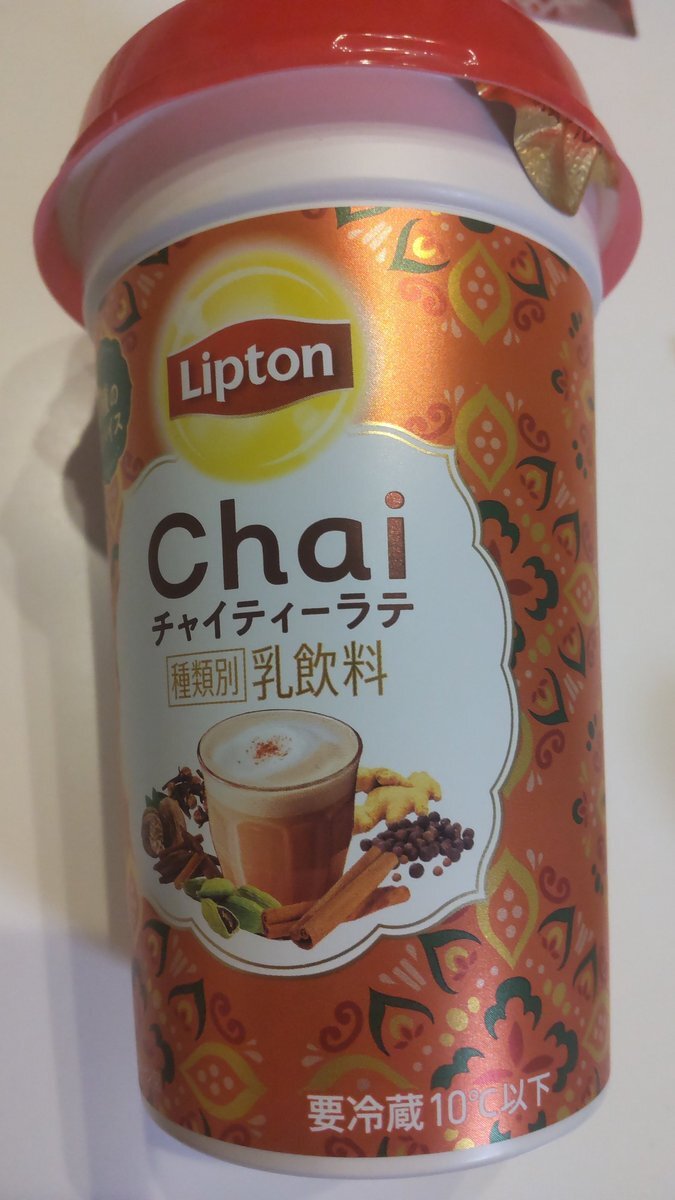 Lipton
Chai
チャイティーラテ
種類別 乳飲料
要冷蔵10℃以下